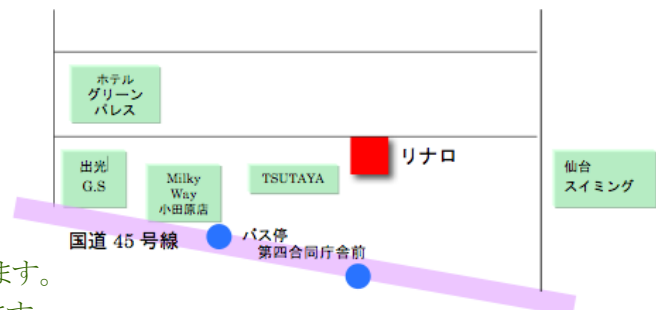 ホテル
グリーン
パレス
出光
G.S
Milky
Way
小田原店
TSUTAYA
リナロ
仙台
スイミング
国道 45 号線
バス停
第四合同庁舎前
ます。